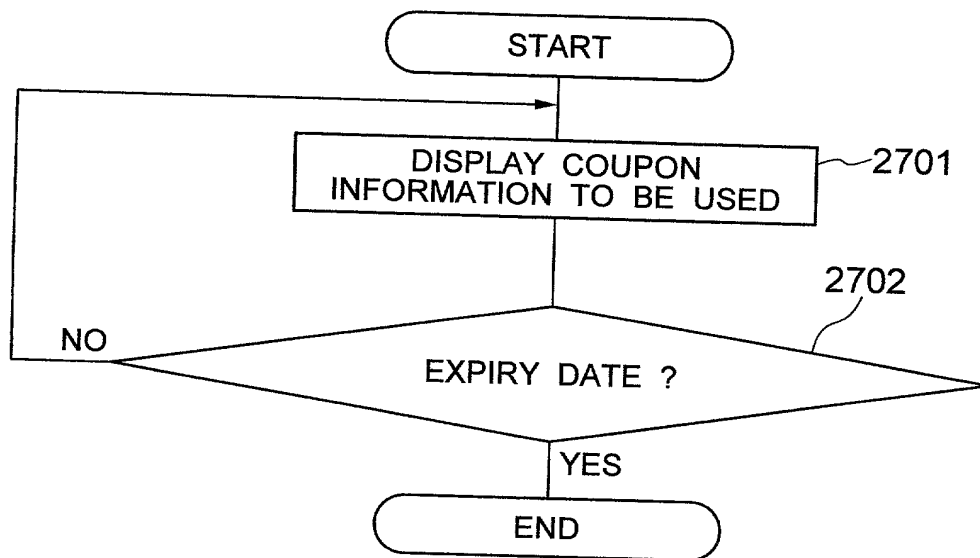 START
DISPLAY COUPON
INFORMATION TO BE USED
2701
2702
NO
EXPIRY DATE ?
YES
END